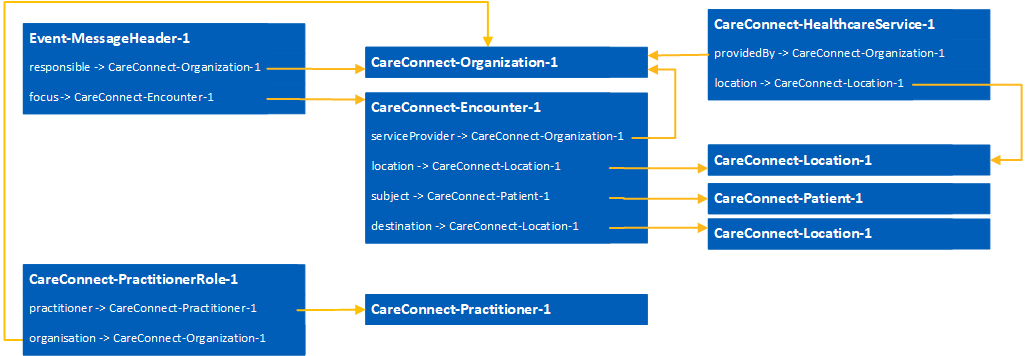 Event-MessageHeader-1
responsible -> CareConnect-Organization-1
focus-> CareConnect-Encounter-1
CareConnect-Organization-1
CareConnect-HealthcareService-1
providedBy -> CareConnect-Organization-1
location -> CareConnect-Location-1
CareConnect-Encounter-1
serviceProvider -> CareConnect-Organization-1
location -> CareConnect-Location-1
subject -> CareConnect-Patient-1
destination -> CareConnect-Location-1
CareConnect-Location-1
CareConnect-Patient-1
CareConnect-Location-1
CareConnect-PractitionerRole-1
practitioner -> CareConnect-Practitioner-1
organisation -> CareConnect-Organization-1
CareConnect-Practitioner-1